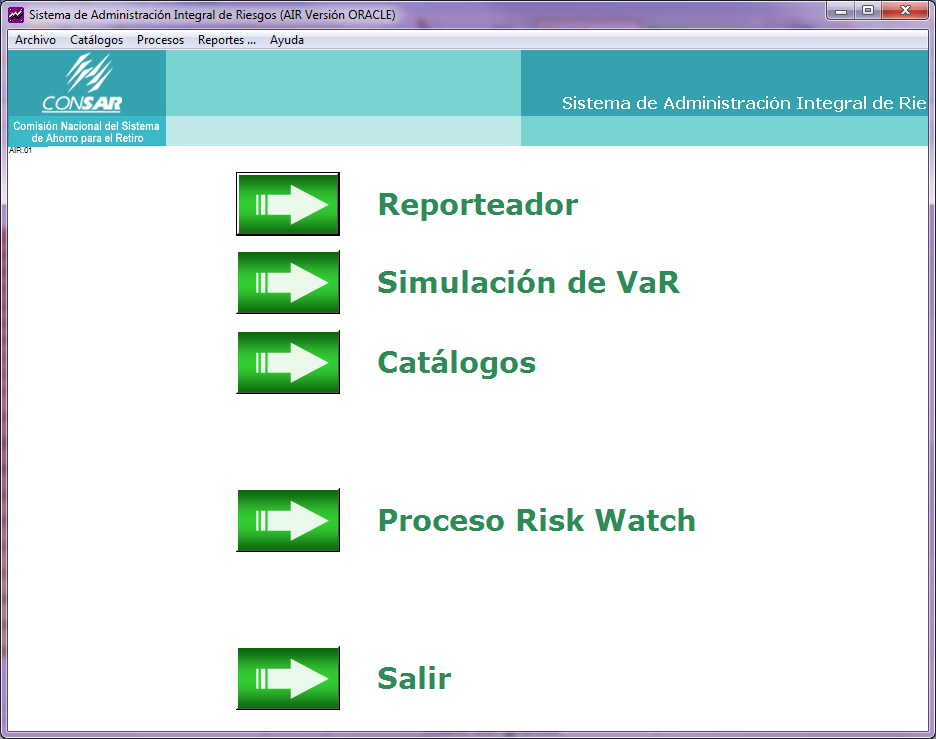 Sistema de Administración Integral de Riesgos (AIR Versión ORACLE)
Archivo Catálogos Procesos Reportes ... Ayuda
CONSAR
Sistema de Administración Integral de Rie
Comisión Nacional del Sistema
de Ahorro para el Retiro
AIR.01
Reporteador
Simulación de VaR
Catálogos
Proceso Risk Watch
Salir